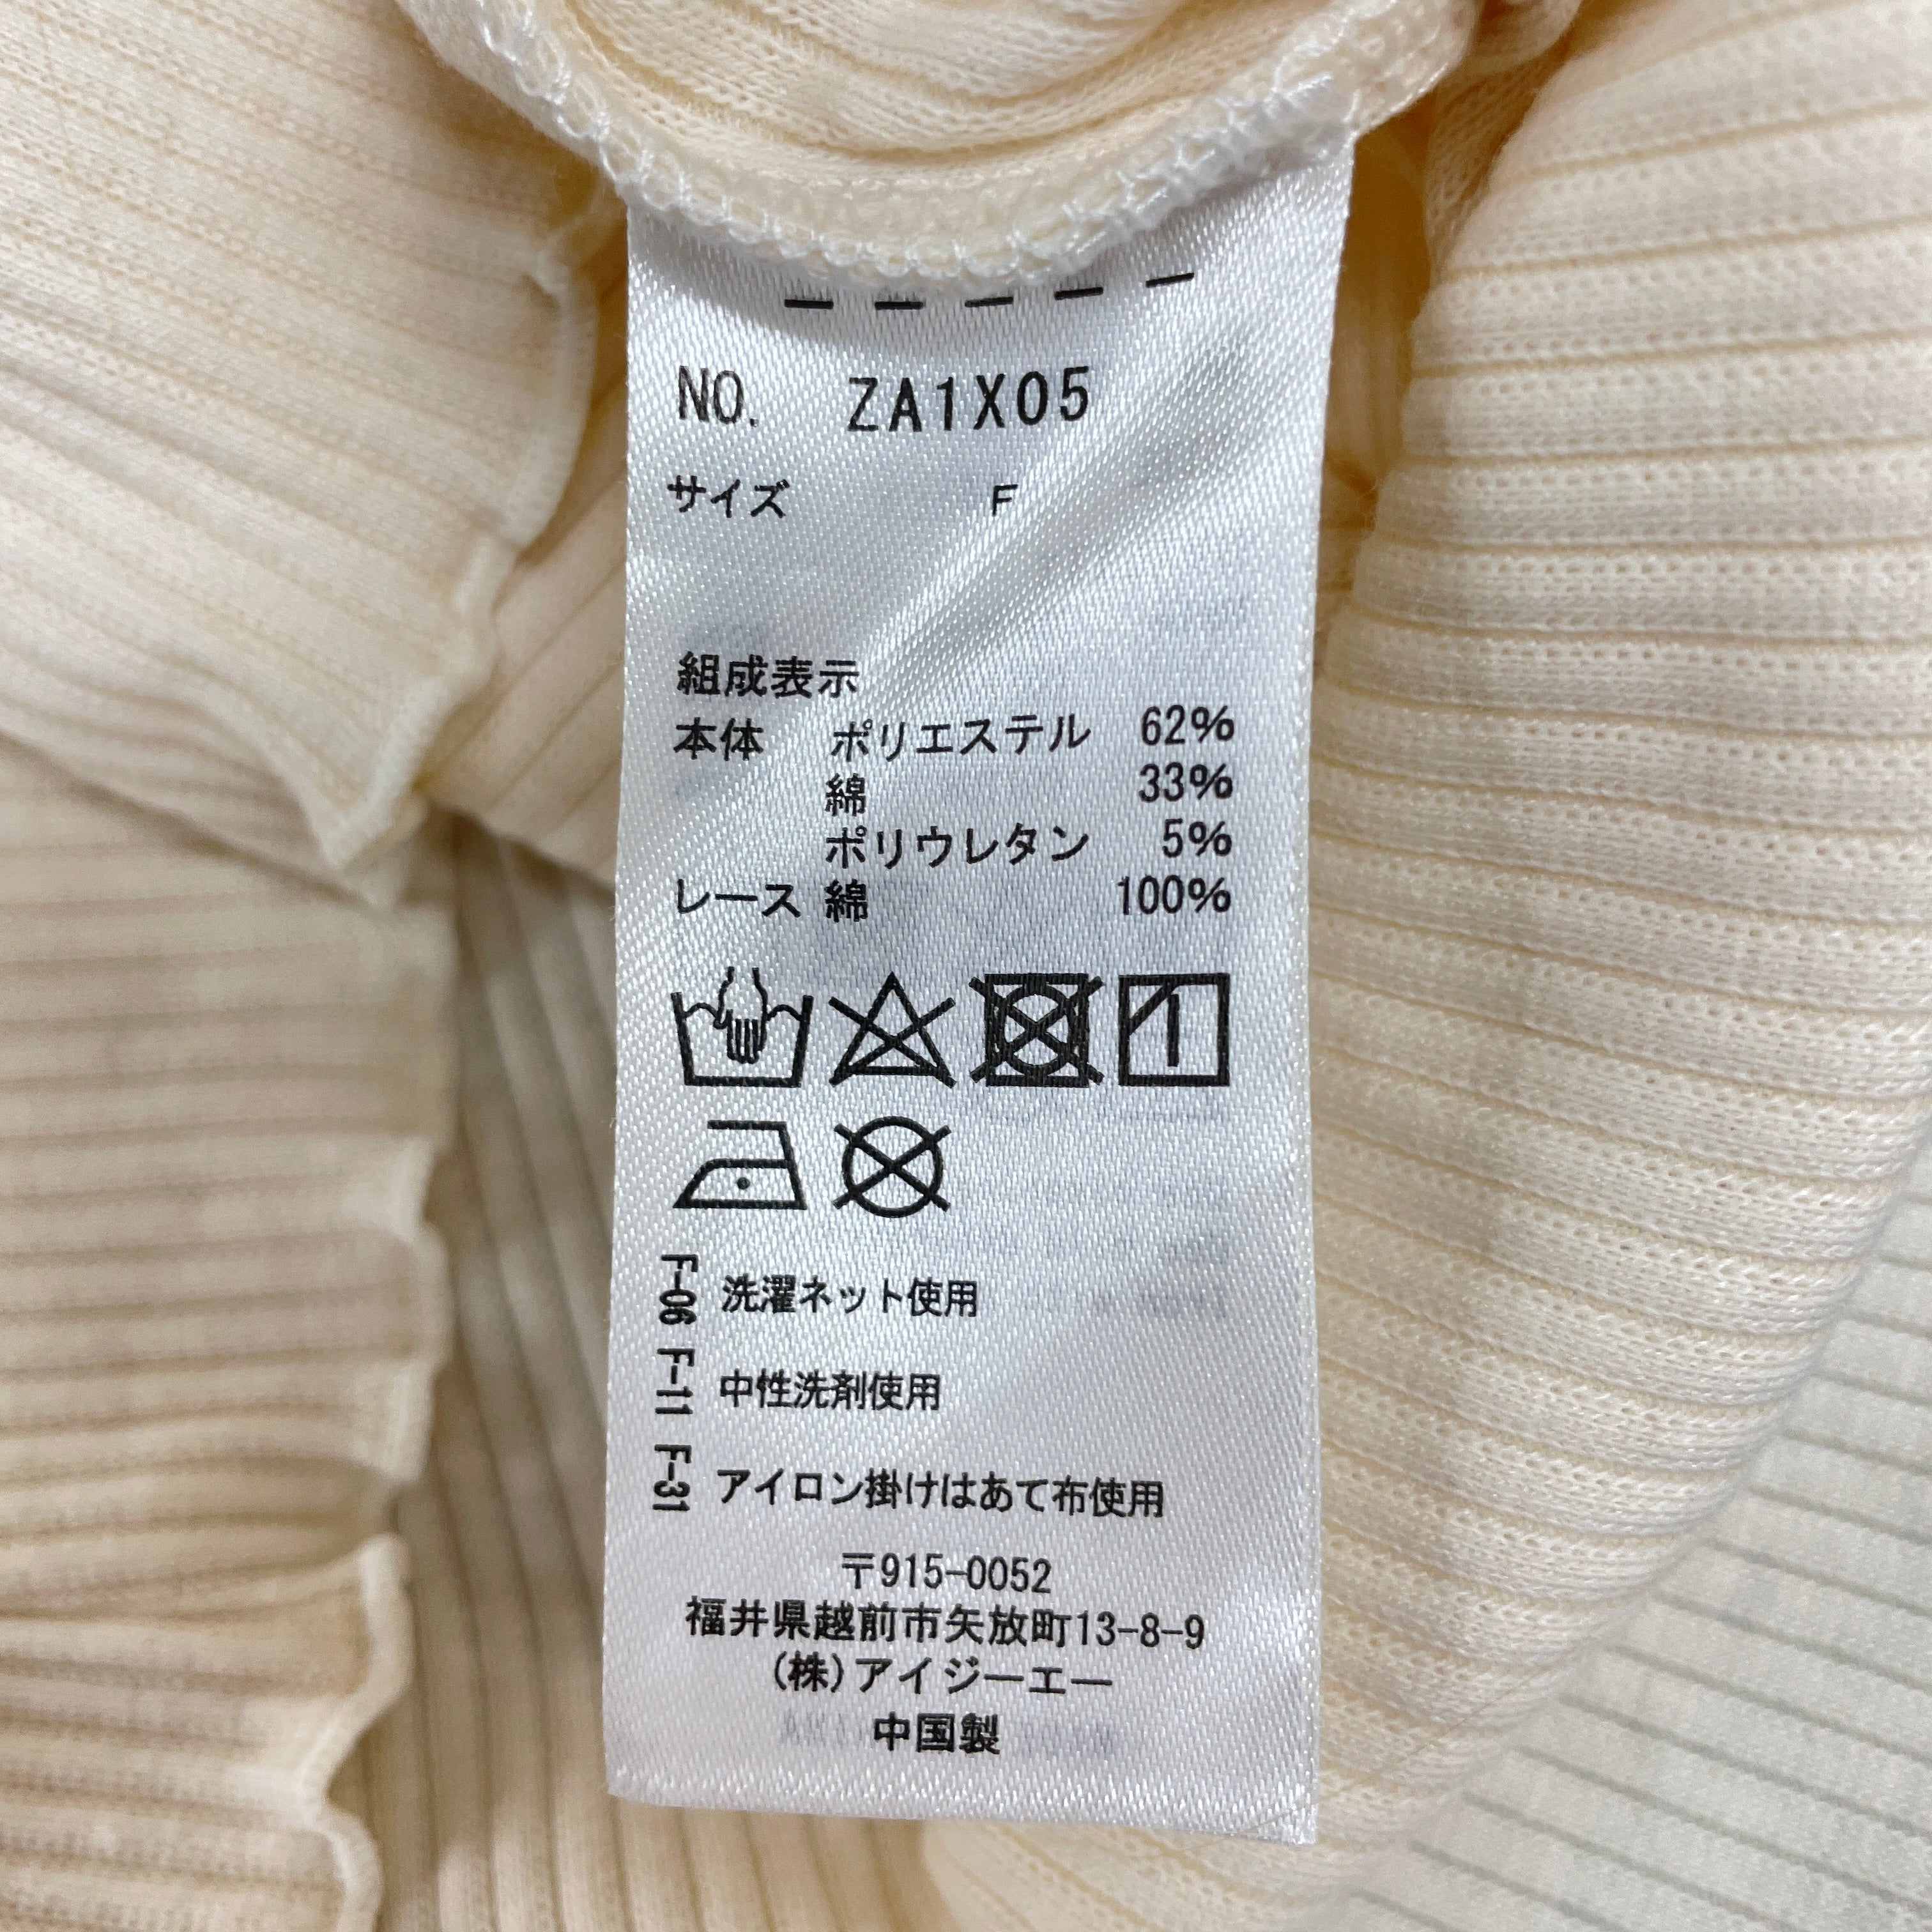 NO. ZA1X05
サイズ F
組成表示
本体 ポリエステル 62%
綿 33%
ポリウレタン 5%
レース 綿 100%
F-06 洗濯ネット使用
F-11 中性洗剤使用
F-31 アイロン掛けはあて布使用
〒915-0052
福井県越前市矢放町13-8-9
(株)アイジーエー
中国製